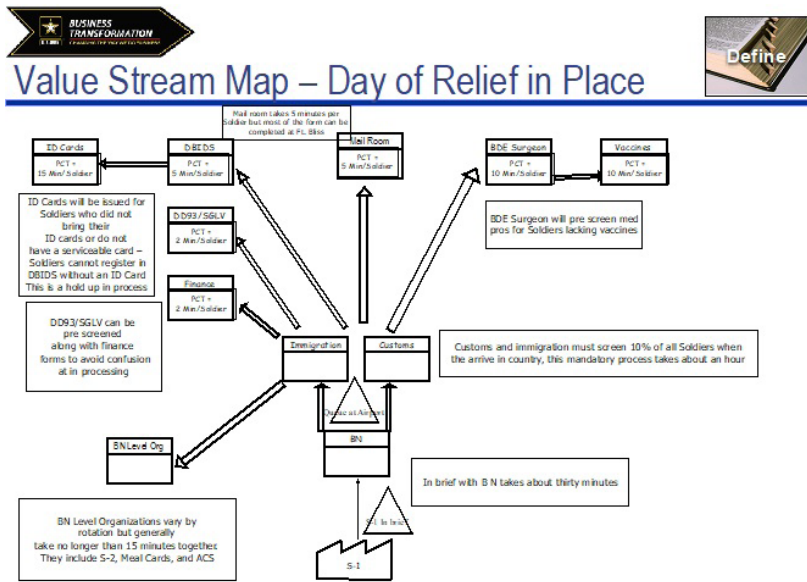 BUSINESS
TRANSFORMATION
CHANGING THE WAY WE DO BUSINESS
Value Stream Map – Day of Relief in Place
Define
Mail room takes 5 minutes per
Soldier but most of the form can be
completed at Ft. Bliss
ID Cards
PCT =
15 Min/Soldier
DBIDS
PCT =
5 Min/Soldier
Mail Room
PCT =
5 Min/Soldier
BDE Surgeon
PCT =
10 Min/Soldier
Vaccines
PCT =
10 Min/Soldier
ID Cards will be issued for
Soldiers who did not
bring their
ID cards or do not
have a serviceable card –
Soldiers cannot register in
DBIDS without an ID Card
This is a hold up in process
DD93/SGLV
PCT =
2 Min/Soldier
BDE Surgeon will pre screen med
pros for Soldiers lacking vaccines
Finance
PCT =
2 Min/Soldier
DD93/SGLV can be
pre screened
along with finance
forms to avoid confusion
at in processing
Immigration
Customs
Customs and immigration must screen 10% of all Soldiers when
the arrive in country, this mandatory process takes about an hour
Queue at Airport
BN
BN Level Org
In brief with BN takes about thirty minutes
BN Level Organizations vary by
rotation but generally
take no longer than 15 minutes together.
They include S-2, Meal Cards, and ACS
S-1 In brief
S-1